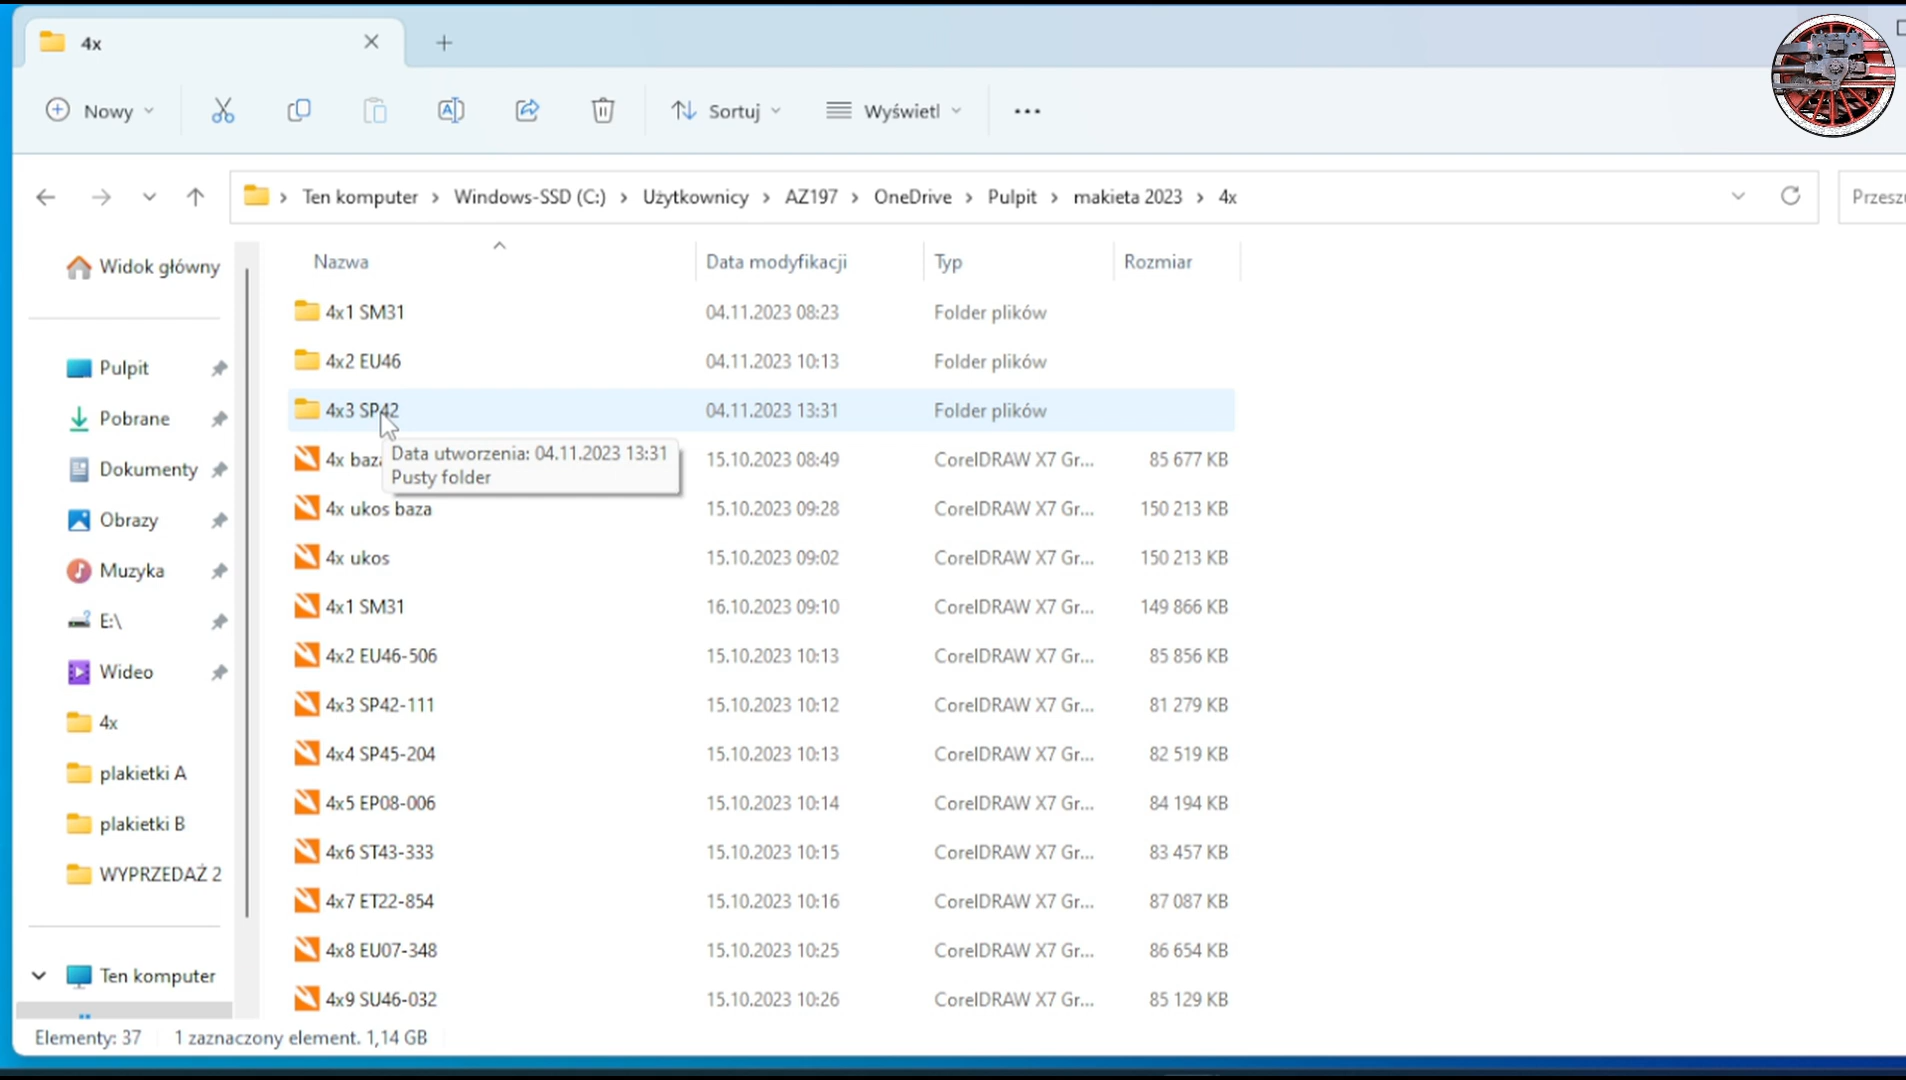 4x
Nowy
Sortuj
Wyświetl
Ten komputer
Windows-SSD (C:)
Użytkownicy
AZ197
OneDrive
Pulpit
makieta 2023
4x
Widok główny
Pulpit
Pobrane
Dokumenty
Obrazy
Muzyka
E:\
Wideo
4x
plakietki A
plakietki B
WYPRZEDAŻ 2
Ten komputer
Nazwa Data modyfikacji Typ Rozmiar
4x1 SM31 04.11.2023 08:23 Folder plików
4x2 EU46 04.11.2023 10:13 Folder plików
4x3 SP42 04.11.2023 13:31 Folder plików
4x baza 15.10.2023 08:49 CorelDRAW X7 Gr... 85 677 KB
Data utworzenia: 04.11.2023 13:31
Pusty folder
4x ukos baza 15.10.2023 09:28 CorelDRAW X7 Gr... 150 213 KB
4x ukos 15.10.2023 09:02 CorelDRAW X7 Gr... 150 213 KB
4x1 SM31 16.10.2023 09:10 CorelDRAW X7 Gr... 149 866 KB
4x2 EU46-506 15.10.2023 10:13 CorelDRAW X7 Gr... 85 856 KB
4x3 SP42-111 15.10.2023 10:12 CorelDRAW X7 Gr... 81 279 KB
4x4 SP45-204 15.10.2023 10:13 CorelDRAW X7 Gr... 82 519 KB
4x5 EP08-006 15.10.2023 10:14 CorelDRAW X7 Gr... 84 194 KB
4x6 ST43-333 15.10.2023 10:15 CorelDRAW X7 Gr... 83 457 KB
4x7 ET22-854 15.10.2023 10:16 CorelDRAW X7 Gr... 87 087 KB
4x8 EU07-348 15.10.2023 10:25 CorelDRAW X7 Gr... 86 654 KB
4x9 SU46-032 15.10.2023 10:26 CorelDRAW X7 Gr... 85 129 KB
Elementy: 37 1 zaznaczony element. 1,14 GB